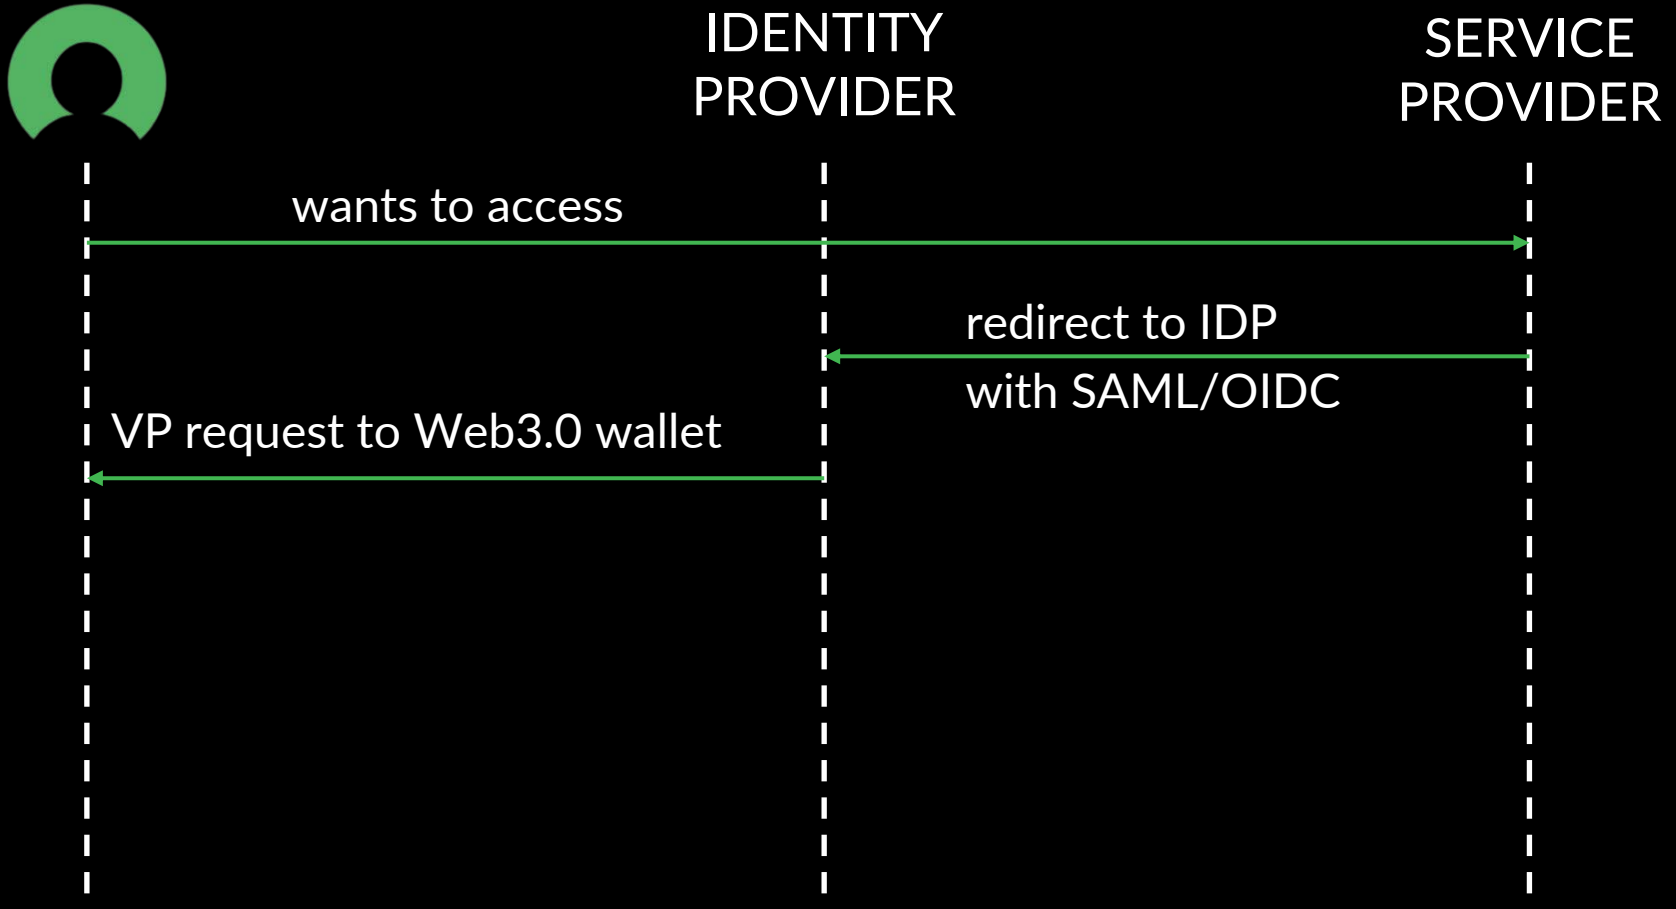 IDENTITY
PROVIDER
SERVICE
PROVIDER
wants to access
redirect to IDP
with SAML/OIDC
VP request to Web3.0 wallet